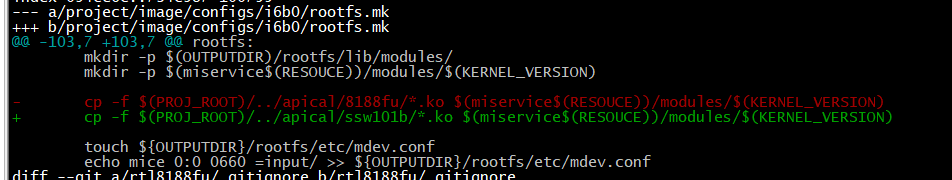 --- a/project/image/configs/i6b0/rootfs.mk
+++ b/project/image/configs/i6b0/rootfs.mk
@@ -103,7 +103,7 @@ rootfs:
mkdir -p $(OUTPUTDIR)/rootfs/lib/modules/
mkdir -p $(miservice$(RESOUCE))/modules/$(KERNEL_VERSION)
- cp -f $(PROJ_ROOT)/../apical/8188fu/*.ko $(miservice$(RESOUCE))/modules/$(KERNEL_VERSION)
+ cp -f $(PROJ_ROOT)/../apical/ssw101b/*.ko $(miservice$(RESOUCE))/modules/$(KERNEL_VERSION)
touch ${OUTPUTDIR}/rootfs/etc/mdev.conf
echo mice 0:0 0660 =input/ >> ${OUTPUTDIR}/rootfs/etc/mdev.conf
diff --git a/rtl8188fu/.gitignore b/rtl8188fu/.gitignore